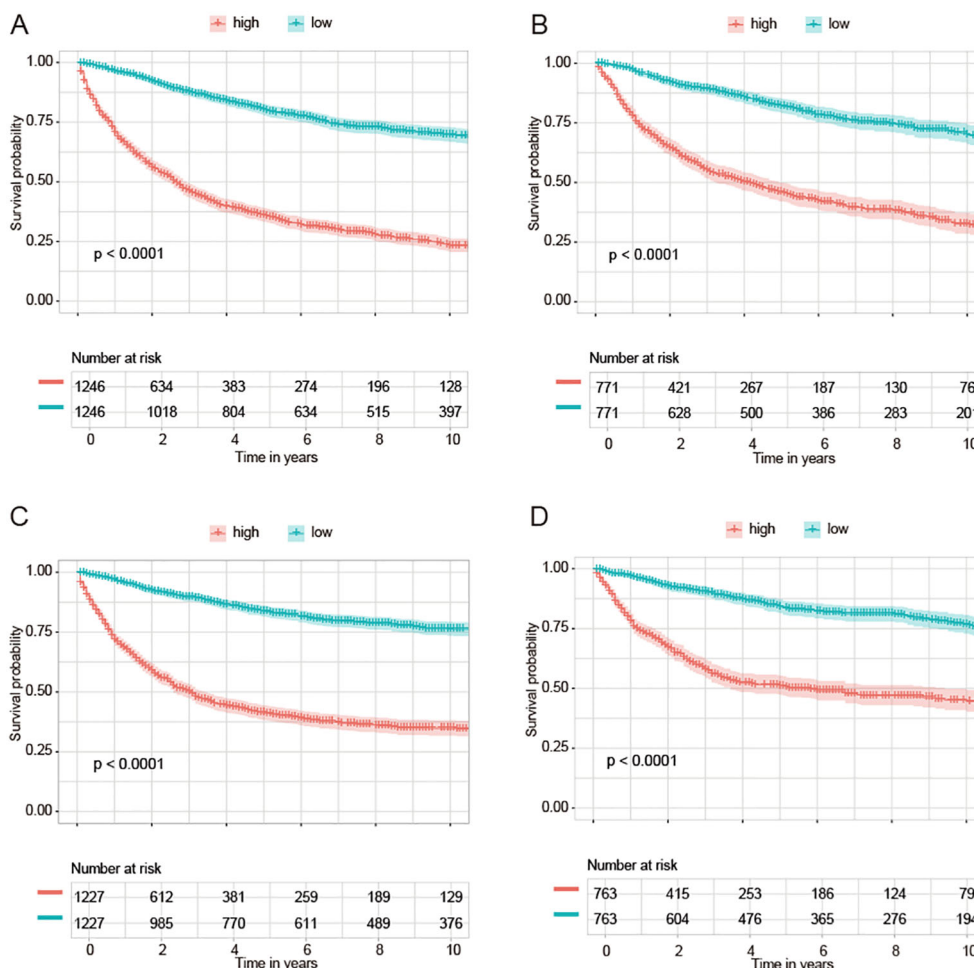 A
high low
1.00
0.75
0.50
0.25
0.00
Survival probability
p < 0.0001
Number at risk
1246 634 383 274 196 128
1246 1018 804 634 515 397
0 2 4 6 8 10
Time in years
B
high low
1.00
0.75
0.50
0.25
0.00
Survival probability
p < 0.0001
Number at risk
771 421 267 187 130 76
771 628 500 386 283 201
0 2 4 6 8 10
Time in years
C
high low
1.00
0.75
0.50
0.25
0.00
Survival probability
p < 0.0001
Number at risk
1227 612 381 259 189 129
1227 985 770 611 489 376
0 2 4 6 8 10
Time in years
D
high low
1.00
0.75
0.50
0.25
0.00
Survival probability
p < 0.0001
Number at risk
763 415 253 186 124 79
763 604 476 365 276 194
0 2 4 6 8 10
Time in years